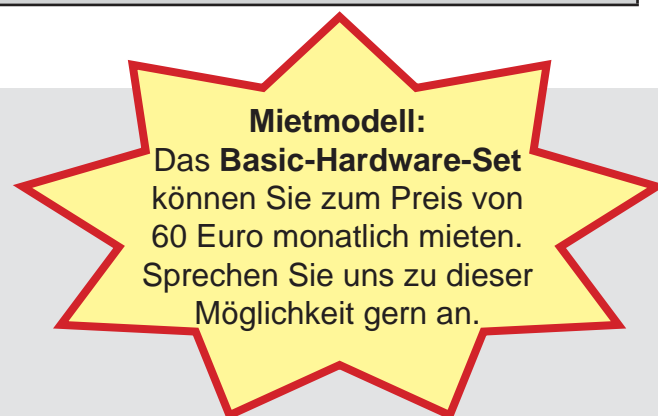 Mietmodell:
Das Basic-Hardware-Set
können Sie zum Preis von
60 Euro monatlich mieten.
Sprechen Sie uns zu dieser
Möglichkeit gern an.